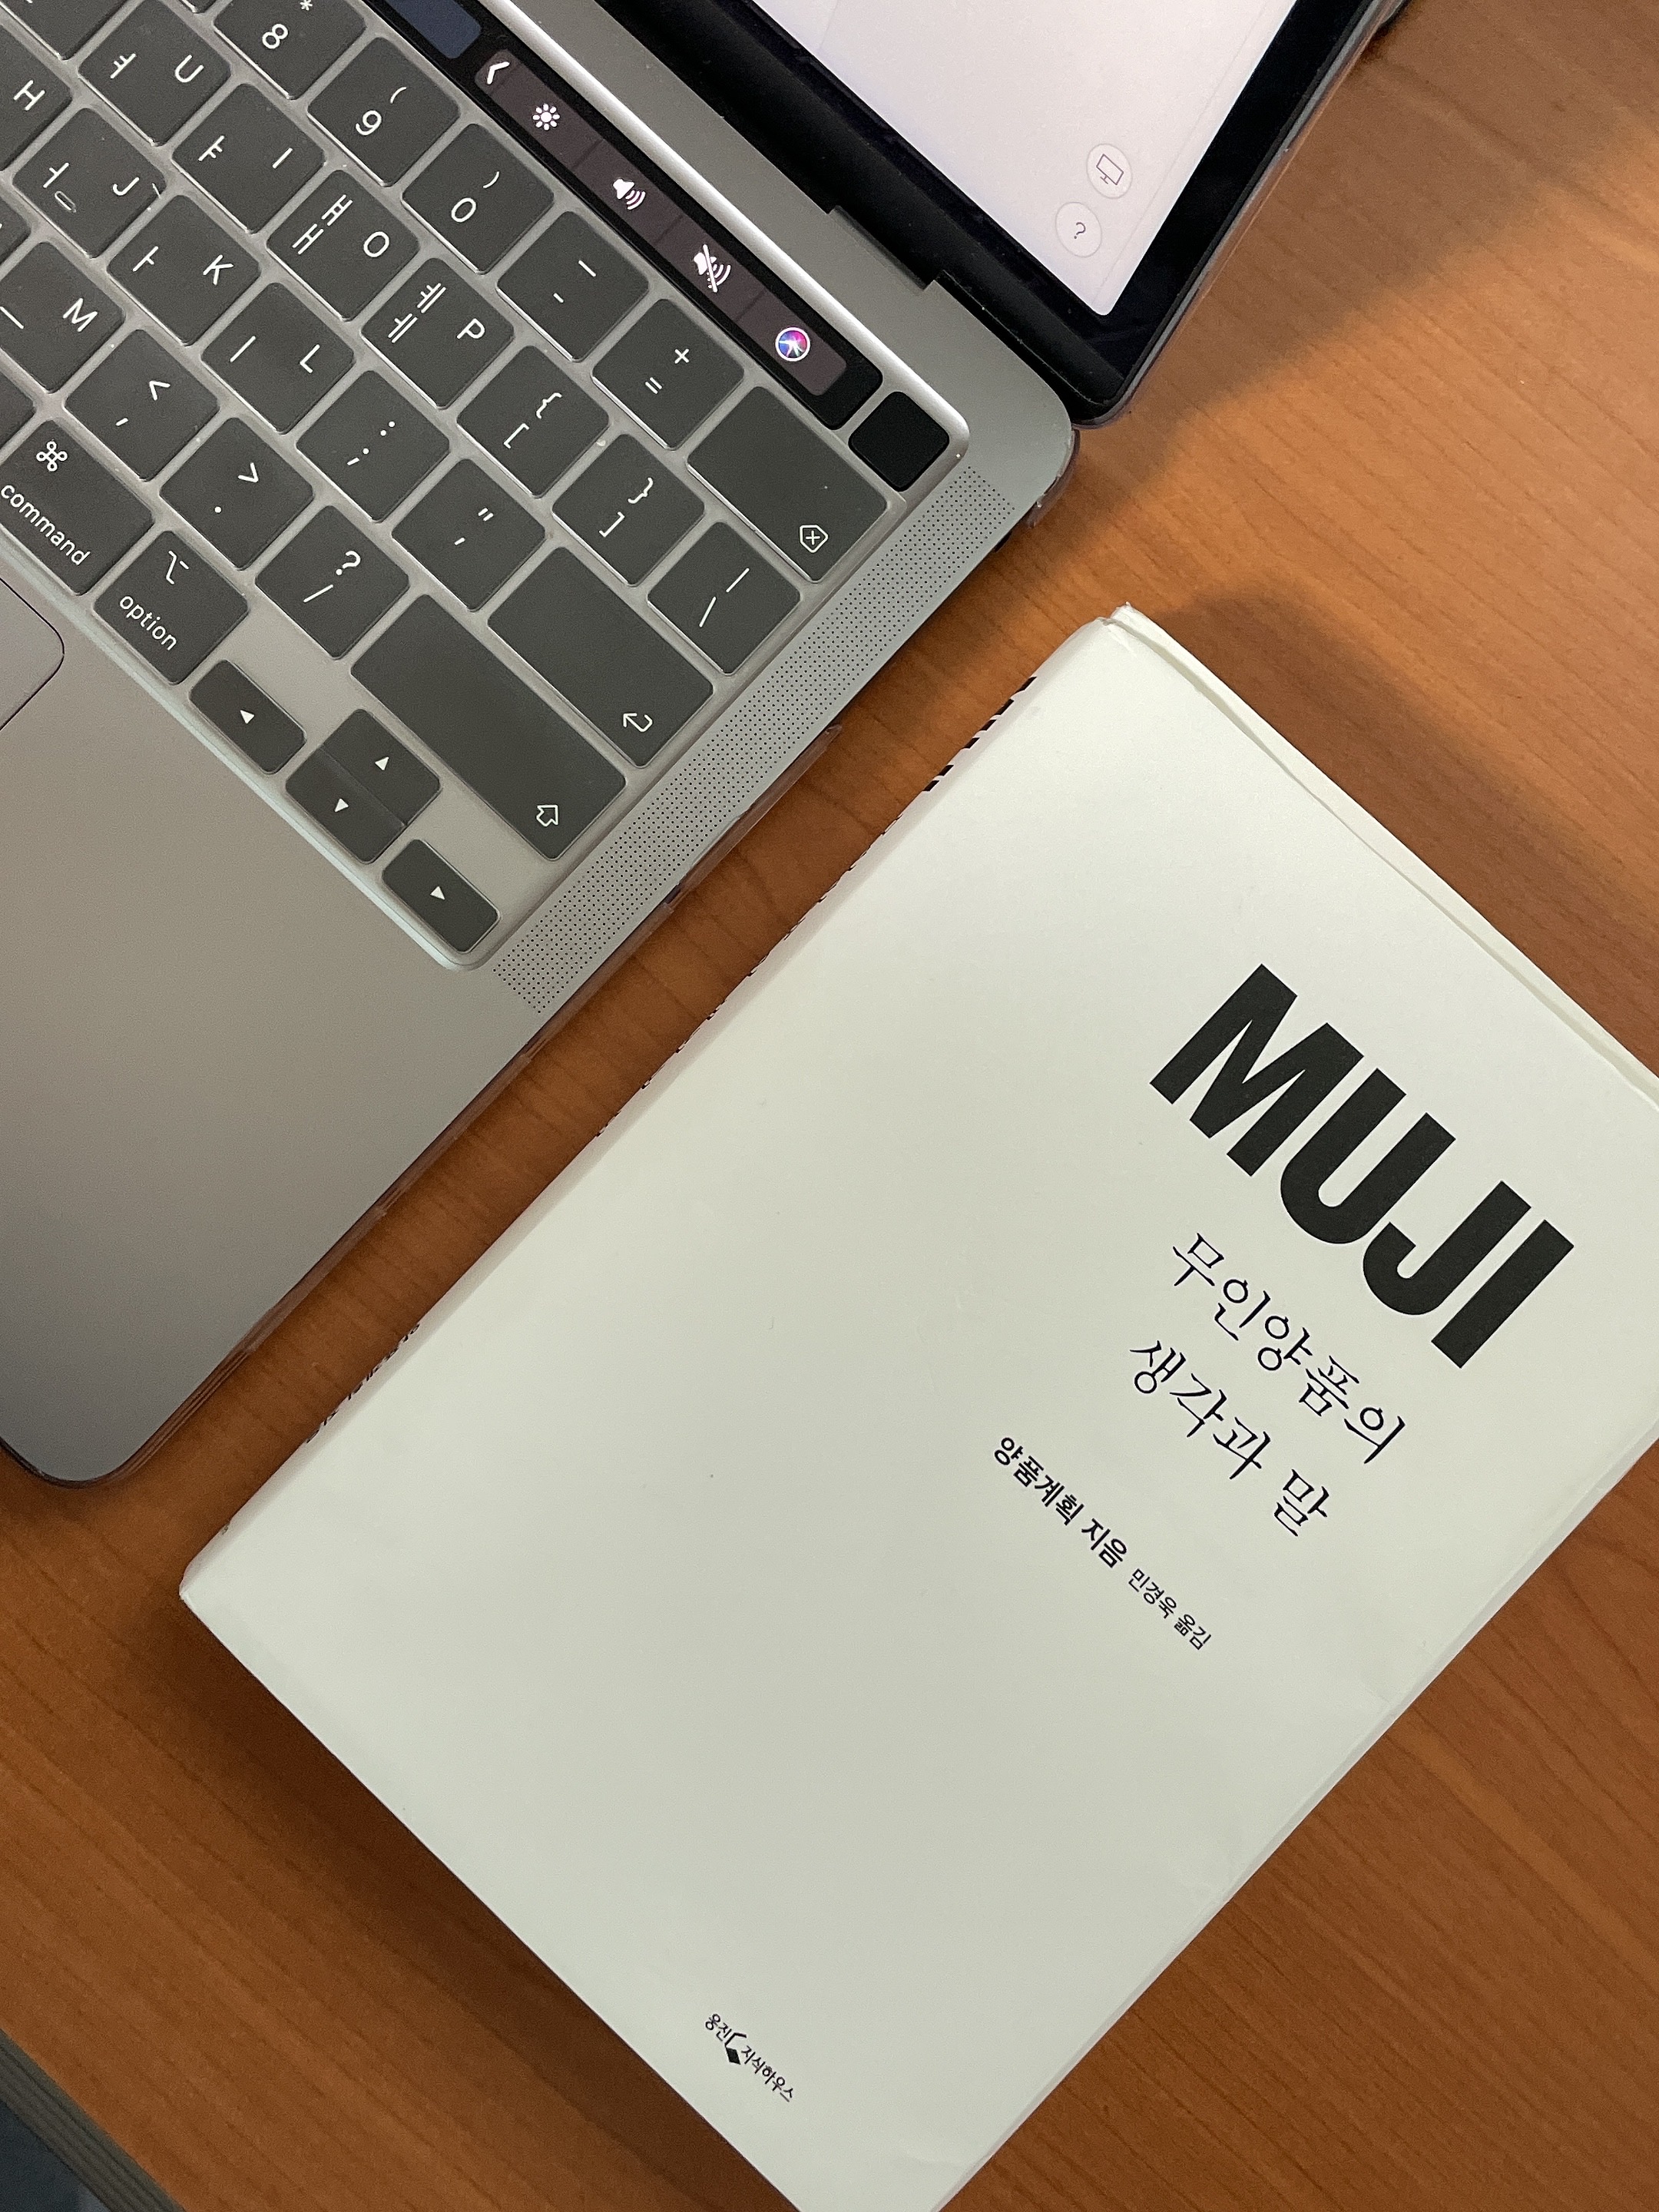 * 8
( 9
) 0
— -
+ =
ㅕ U
ㅑ I
ㅒ ㅐ O
ㅖ ㅔ P
{ [
} ]
| \
H
ㅓ J
ㅏ K
ㅣ L
: ;
" '
ㅡ M
< ,
> .
? /
⌘
command
⌥
option
?
MUJI
무인양품의
생각과 말
양품계획 지음 민경욱 옮김
웅진 지식하우스